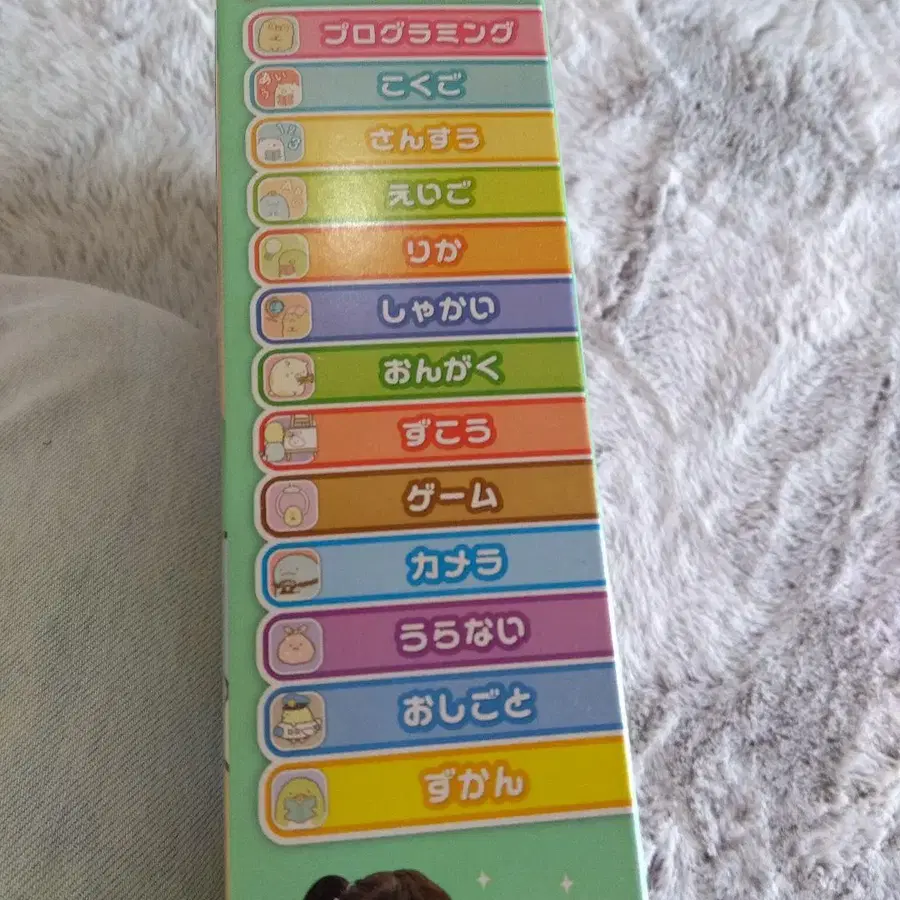 プログラミング
こくご
さんすう
えいご
りか
しゃかい
おんがく
ずこう
ゲーム
カメラ
うらない
おしごと
ずかん